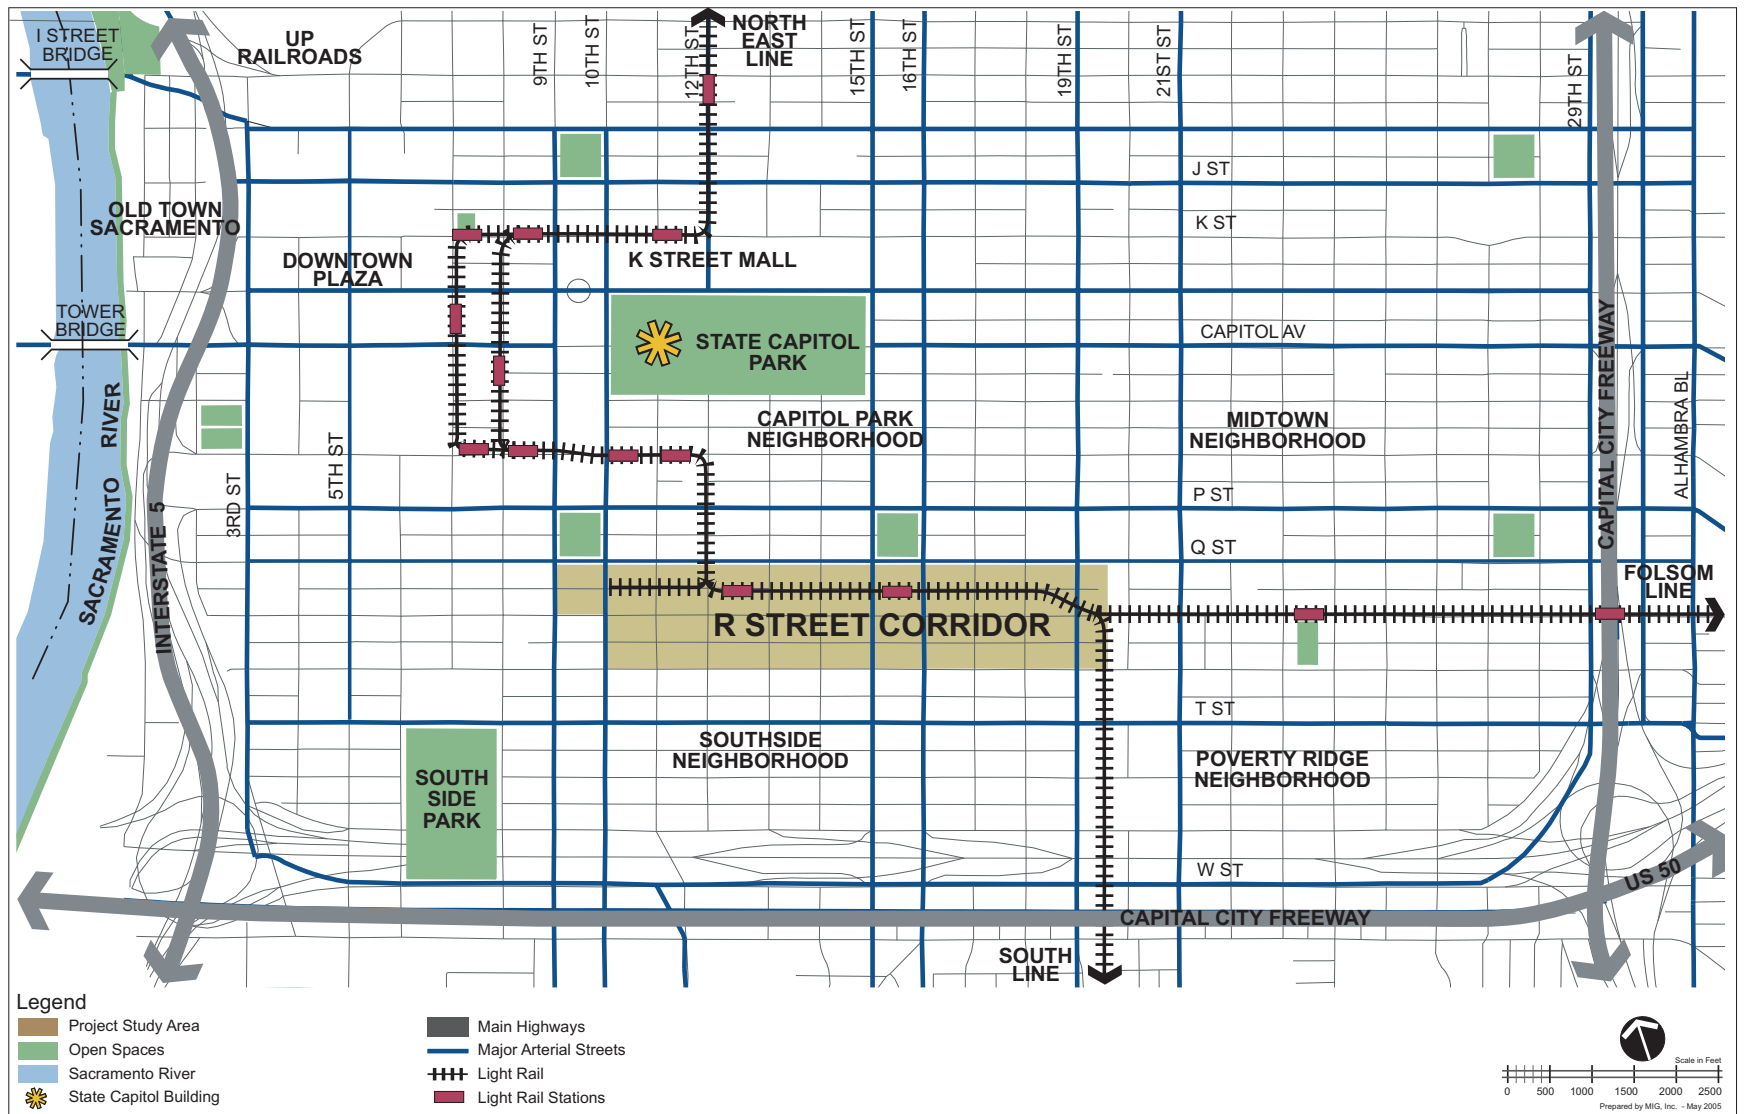 I STREET
BRIDGE
UP
RAILROADS
9TH ST
10TH ST
12TH ST
NORTH
EAST
LINE
15TH ST
16TH ST
19TH ST
21ST ST
29TH ST
J ST
K ST
OLD TOWN
SACRAMENTO
DOWNTOWN
PLAZA
K STREET MALL
TOWER
BRIDGE
STATE CAPITOL
PARK
CAPITOL AV
CAPITAL CITY FREEWAY
ALHAMBRA BL
SACRAMENTO RIVER
INTERSTATE 5
3RD ST
5TH ST
CAPITOL PARK
NEIGHBORHOOD
MIDTOWN
NEIGHBORHOOD
P ST
Q ST
FOLSOM
LINE
R STREET CORRIDOR
T ST
SOUTHSIDE
NEIGHBORHOOD
POVERTY RIDGE
NEIGHBORHOOD
SOUTH
SIDE
PARK
W ST
US 50
CAPITAL CITY FREEWAY
SOUTH
LINE
Legend
Project Study Area
Open Spaces
Sacramento River
State Capitol Building
Main Highways
Major Arterial Streets
Light Rail
Light Rail Stations
Scale in Feet
0 500 1000 1500 2000 2500
Prepared by MIG, Inc. - May 2005